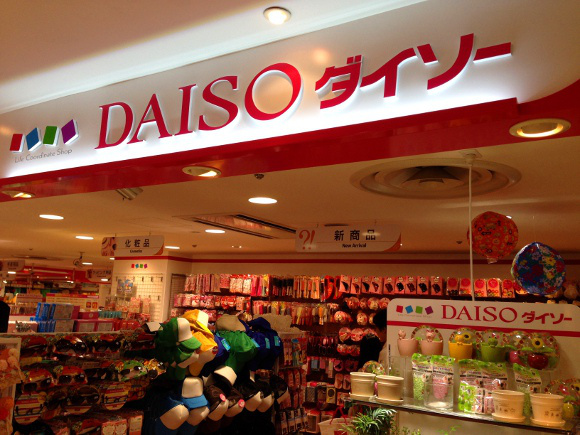 DAISO ダイソー
Life Coordinate Shop
化粧品
Cosmetic
?! 新商品
New Arrival
DAISO ダイソー